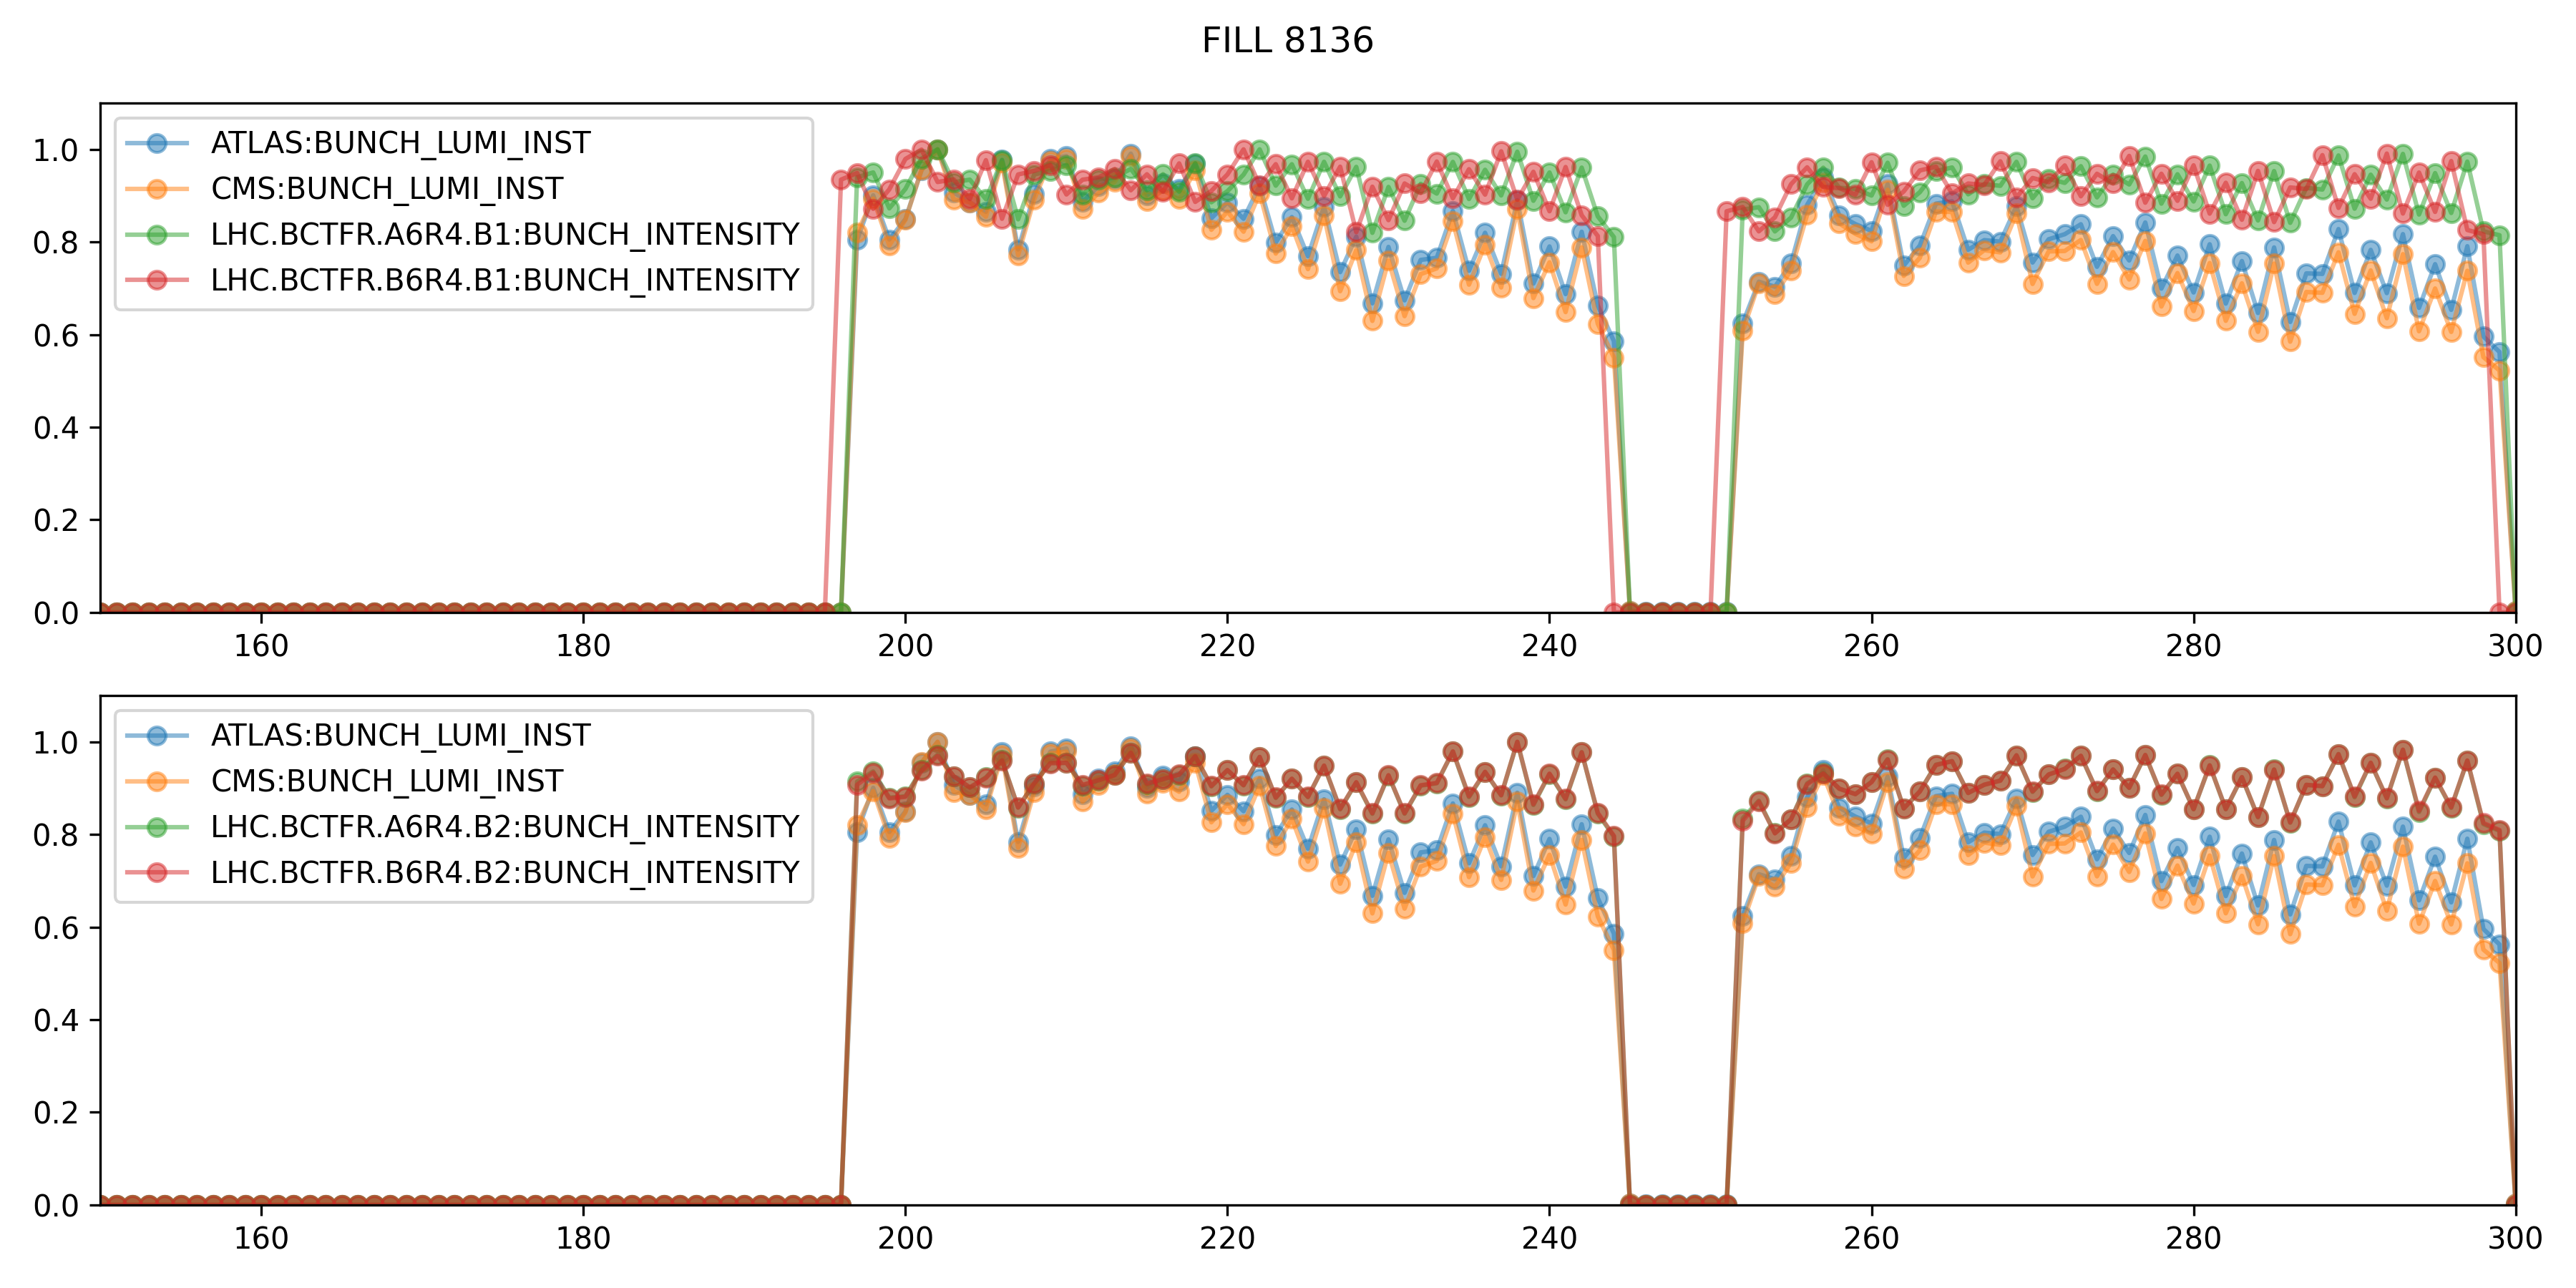 FILL 8136
ATLAS:BUNCH_LUMI_INST
CMS:BUNCH_LUMI_INST
LHC.BCTFR.A6R4.B1:BUNCH_INTENSITY
LHC.BCTFR.B6R4.B1:BUNCH_INTENSITY
1.0
0.8
0.6
0.4
0.2
0.0
160 180 200 220 240 260 280 300
ATLAS:BUNCH_LUMI_INST
CMS:BUNCH_LUMI_INST
LHC.BCTFR.A6R4.B2:BUNCH_INTENSITY
LHC.BCTFR.B6R4.B2:BUNCH_INTENSITY
1.0
0.8
0.6
0.4
0.2
0.0
160 180 200 220 240 260 280 300